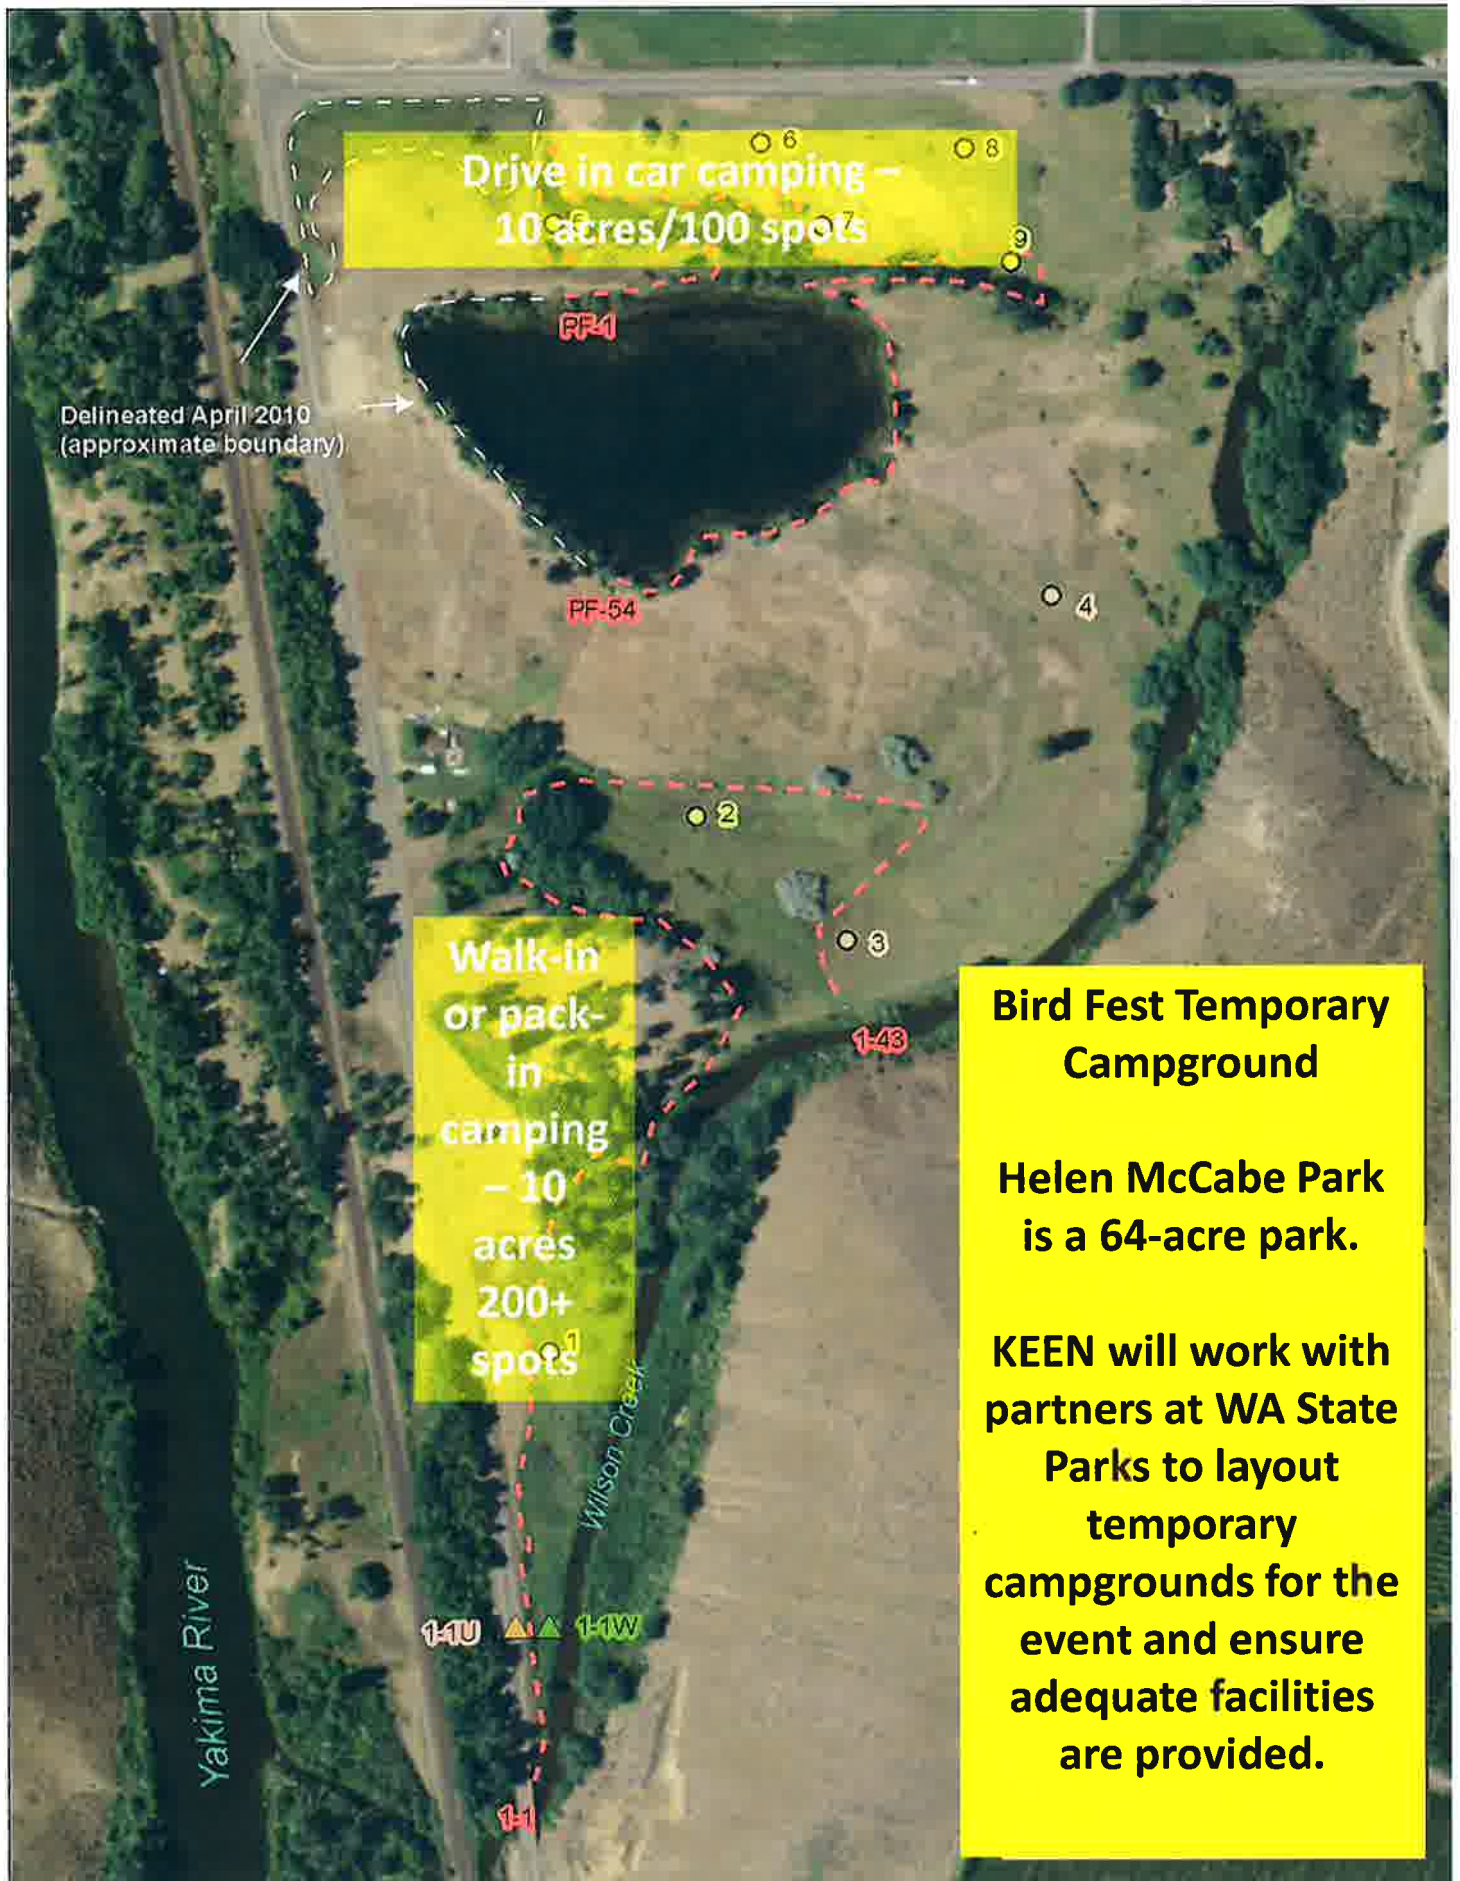 6
8
Drive in car camping –
5
7
10 acres/100 spots
9
PF-1
Delineated April 2010
(approximate boundary)
4
PF-54
2
3
Walk-in
or pack-
in
camping
– 10
acres
200+
spots
1
1-43
Bird Fest Temporary
Campground
Helen McCabe Park
is a 64-acre park.
KEEN will work with
partners at WA State
Parks to layout
temporary
campgrounds for the
event and ensure
adequate facilities
are provided.
Wilson Creek
Yakima River
1-1U
1-1W
1-1